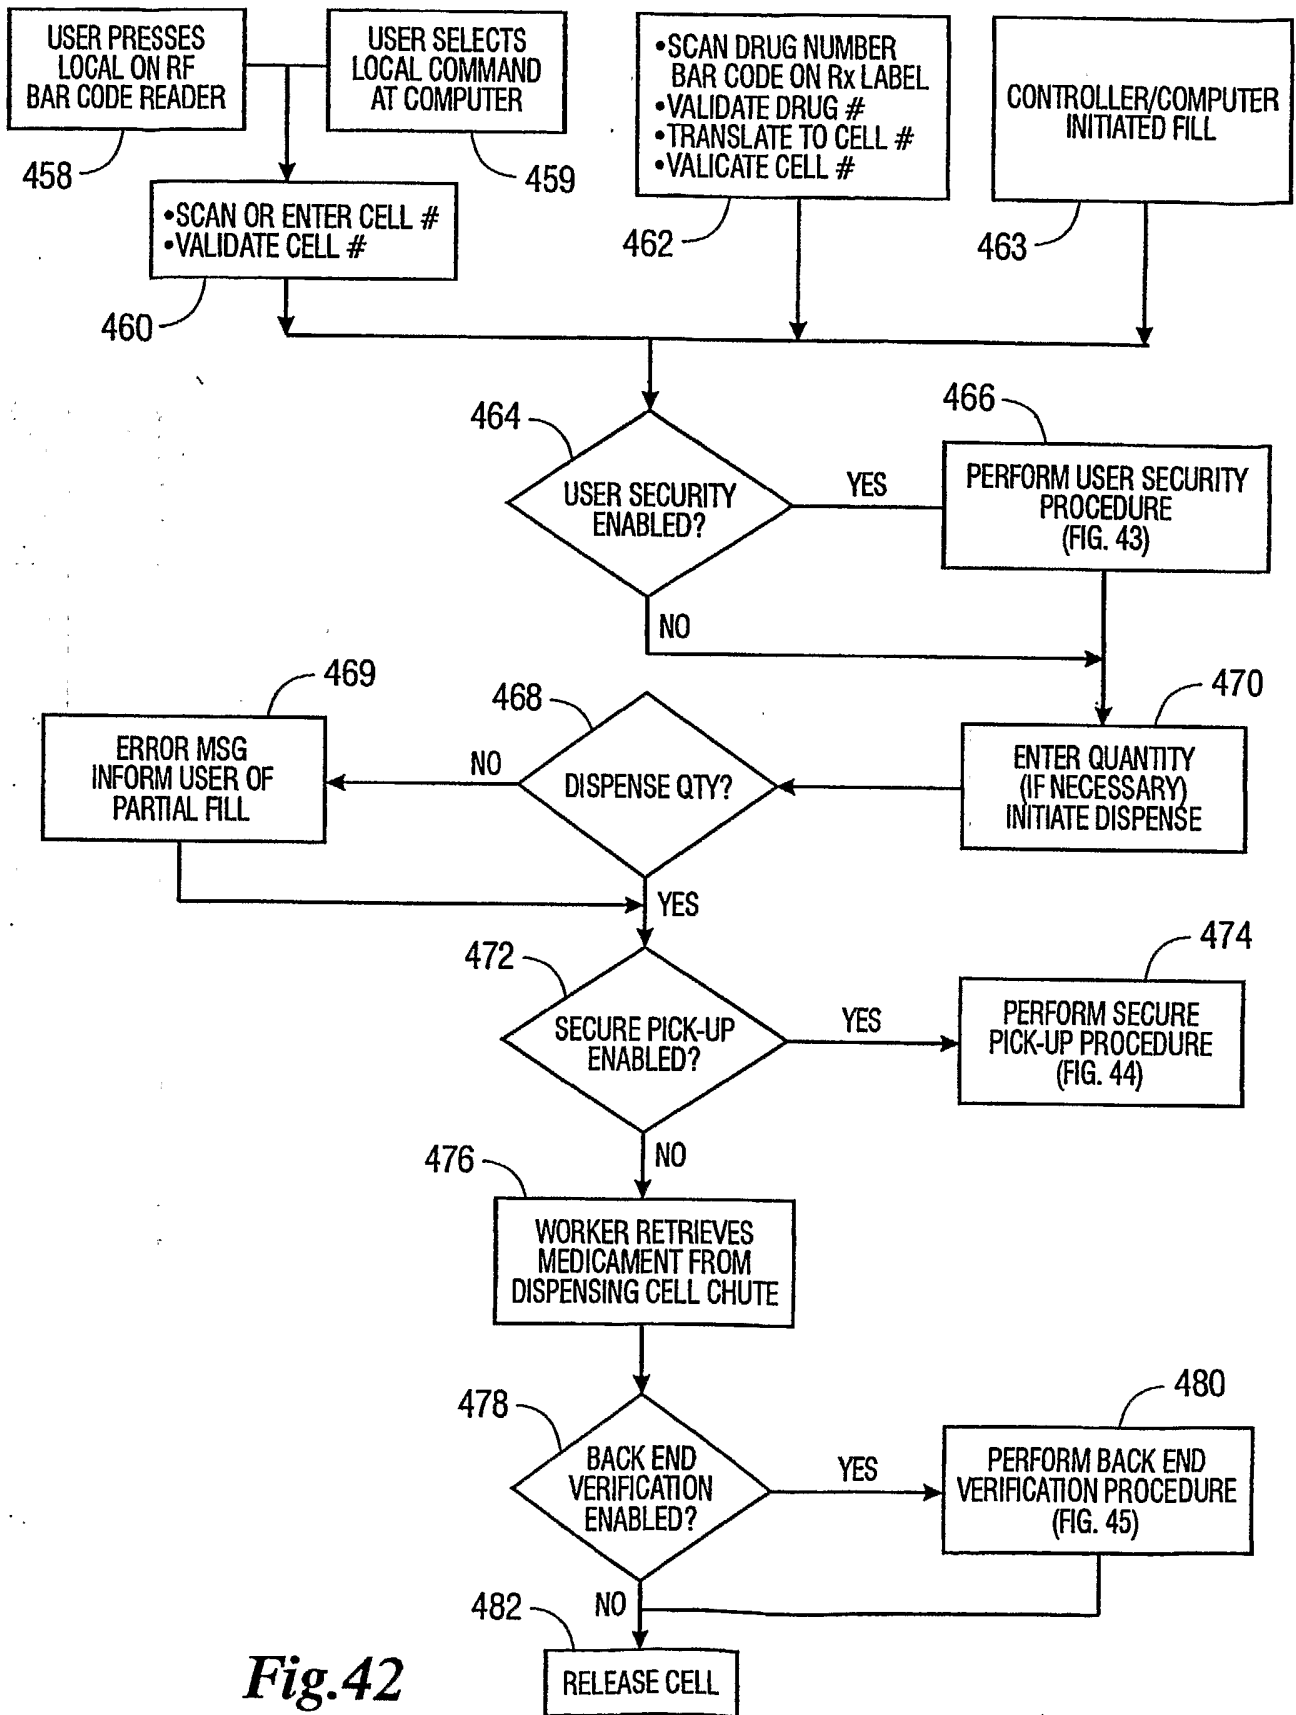 USER PRESSES
LOCAL ON RF
BAR CODE READER
458
USER SELECTS
LOCAL COMMAND
AT COMPUTER
459
•SCAN OR ENTER CELL #
•VALIDATE CELL #
460
•SCAN DRUG NUMBER
BAR CODE ON Rx LABEL
•VALIDATE DRUG #
•TRANSLATE TO CELL #
•VALICATE CELL #
462
CONTROLLER/COMPUTER
INITIATED FILL
463
464
USER SECURITY
ENABLED?
YES
NO
466
PERFORM USER SECURITY
PROCEDURE
(FIG. 43)
469
ERROR MSG
INFORM USER OF
PARTIAL FILL
468
DISPENSE QTY?
NO
YES
470
ENTER QUANTITY
(IF NECESSARY)
INITIATE DISPENSE
472
SECURE PICK-UP
ENABLED?
YES
NO
474
PERFORM SECURE
PICK-UP PROCEDURE
(FIG. 44)
476
WORKER RETRIEVES
MEDICAMENT FROM
DISPENSING CELL CHUTE
478
BACK END
VERIFICATION
ENABLED?
YES
NO
480
PERFORM BACK END
VERIFICATION PROCEDURE
(FIG. 45)
482
RELEASE CELL
Fig.42